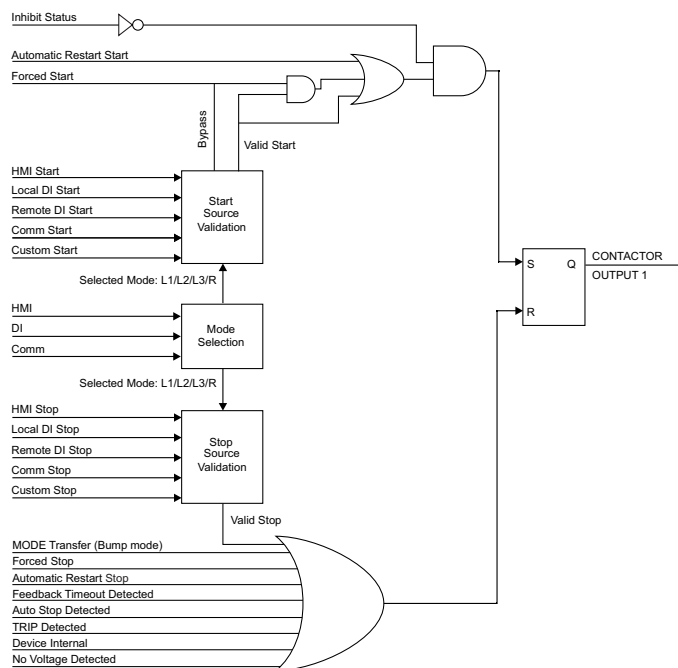 Inhibit Status
Automatic Restart Start
Forced Start
Bypass
Valid Start
HMI Start
Local DI Start
Remote DI Start
Comm Start
Custom Start
Start
Source
Validation
Selected Mode: L1/L2/L3/R
HMI
DI
Comm
Mode
Selection
Selected Mode: L1/L2/L3/R
HMI Stop
Local DI Stop
Remote DI Stop
Comm Stop
Custom Stop
Stop
Source
Validation
Valid Stop
MODE Transfer (Bump mode)
Forced Stop
Automatic Restart Stop
Feedback Timeout Detected
Auto Stop Detected
TRIP Detected
Device Internal
No Voltage Detected
S Q
R
CONTACTOR
OUTPUT 1